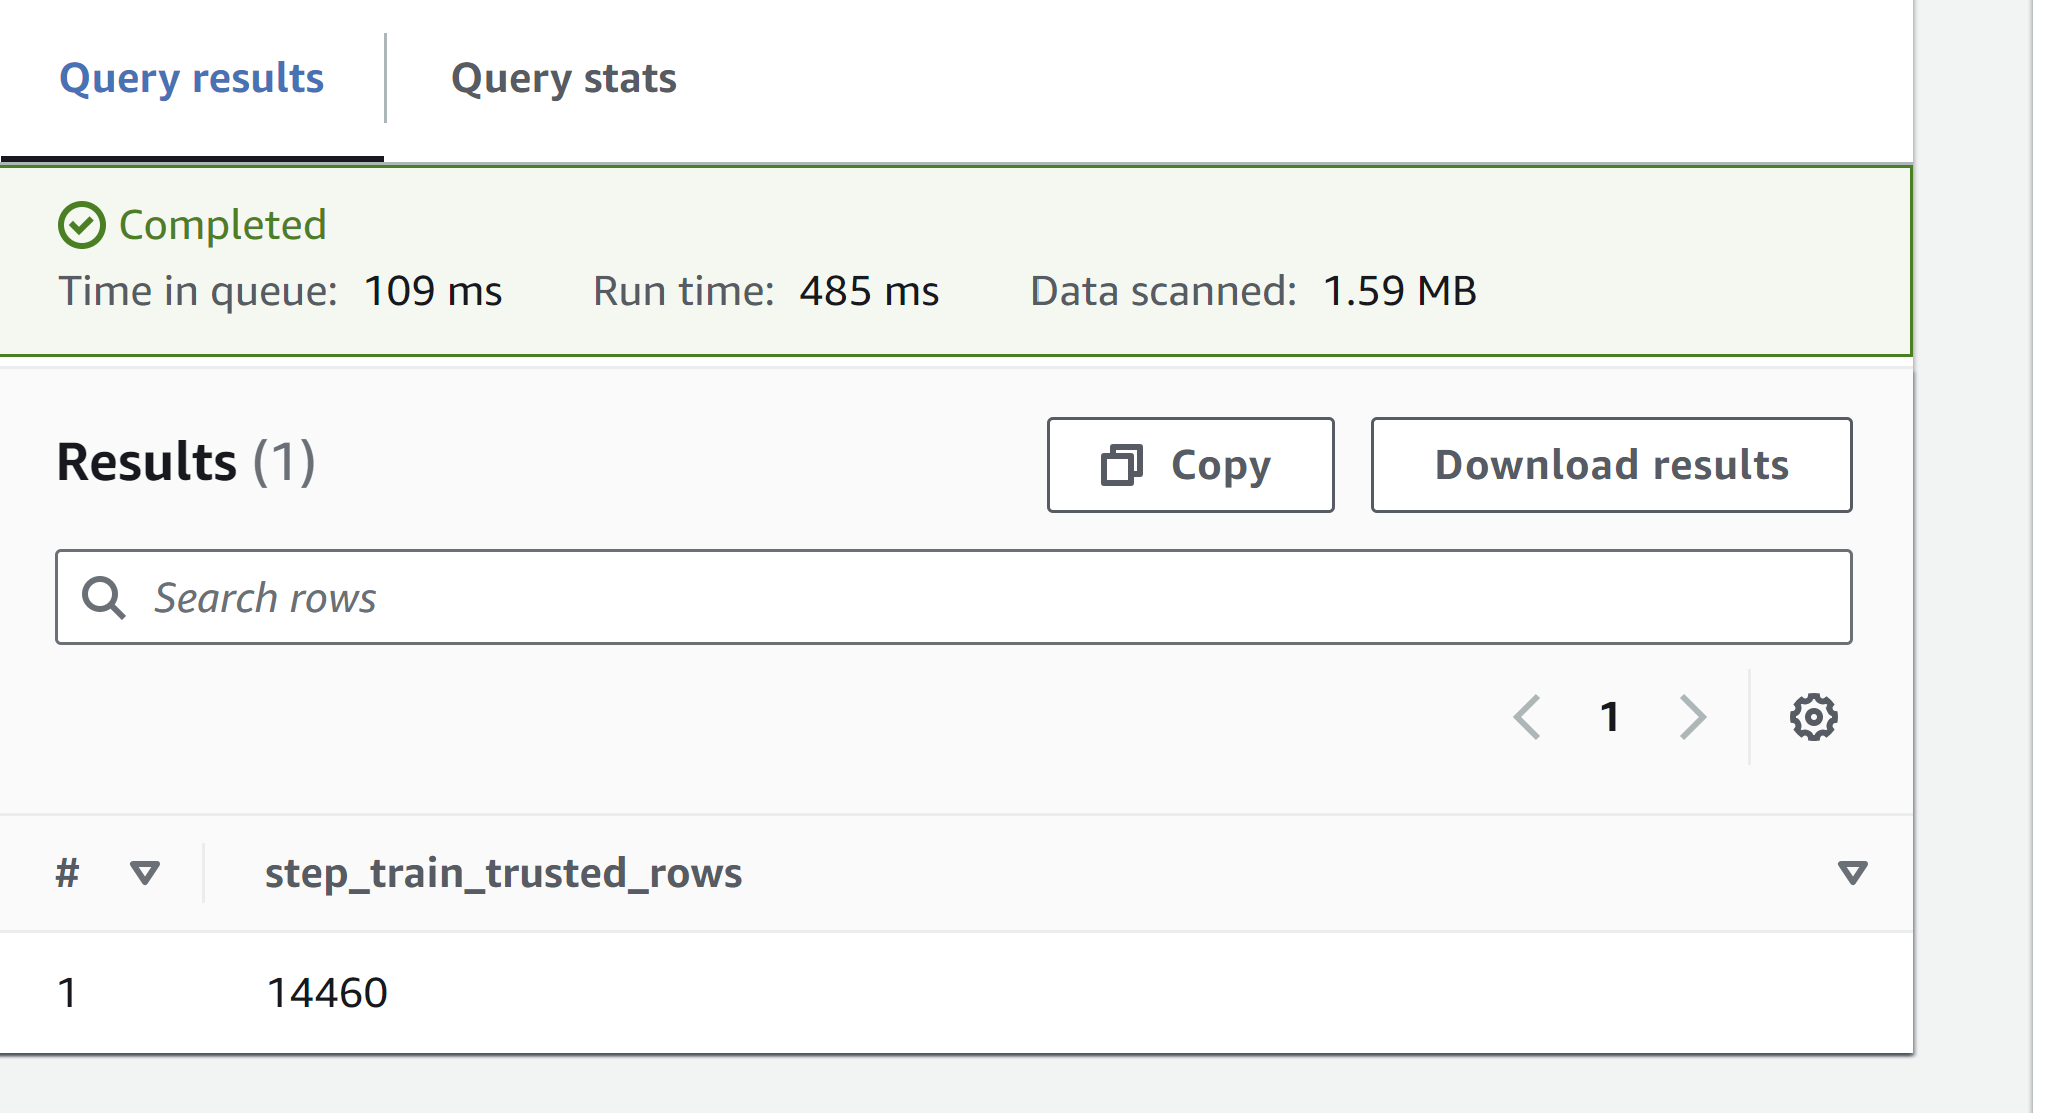 Query results Query stats
Completed
Time in queue: 109 ms Run time: 485 ms Data scanned: 1.59 MB
Results (1) Copy Download results
Search rows
1
# step_train_trusted_rows
1 14460